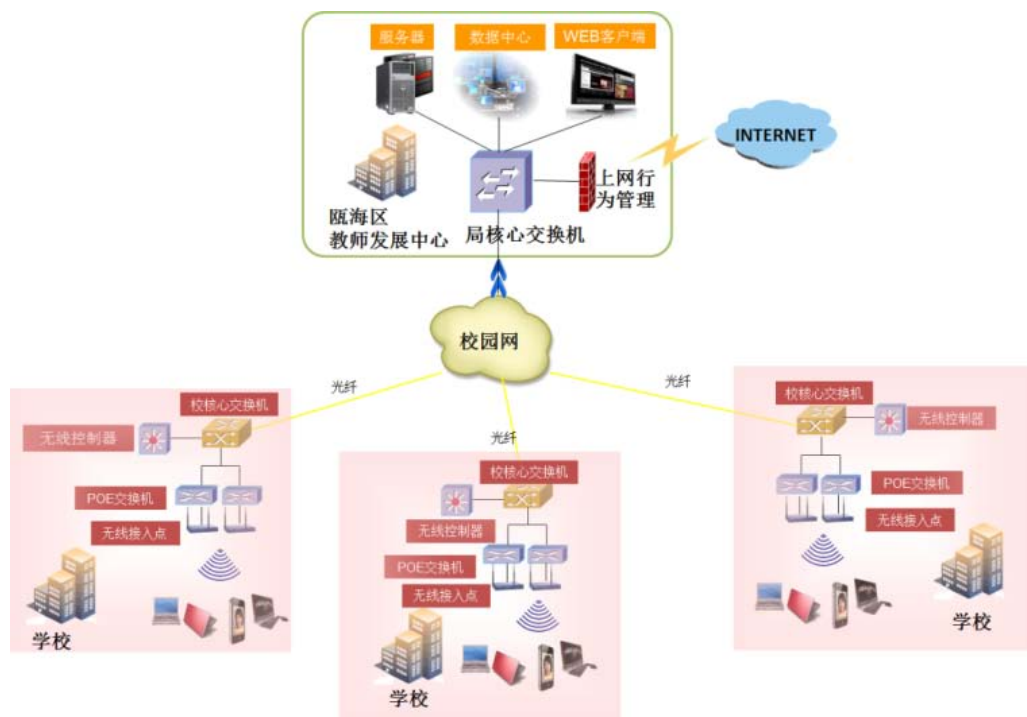 服务器
数据中心
WEB客户端
INTERNET
上网行
为管理
瓯海区
教师发展中心
局核心交换机
校园网
光纤
光纤
光纤
校核心交换机
无线控制器
POE交换机
无线接入点
学校
校核心交换机
无线控制器
POE交换机
无线接入点
学校
校核心交换机
无线控制器
POE交换机
无线接入点
学校